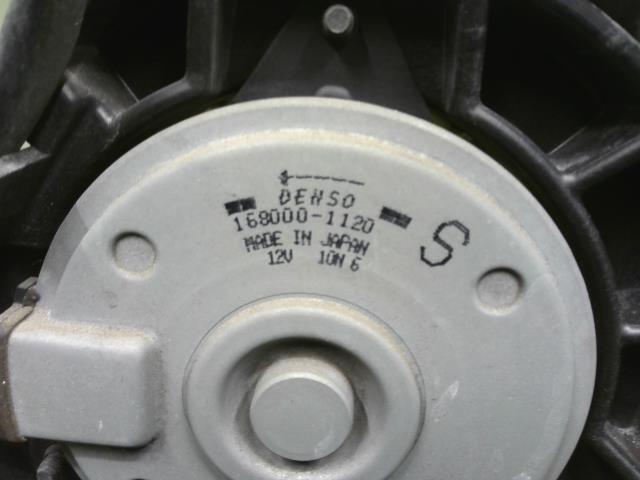 DENSO
168000-1120
MADE IN JAPAN
12V 10N 6
S